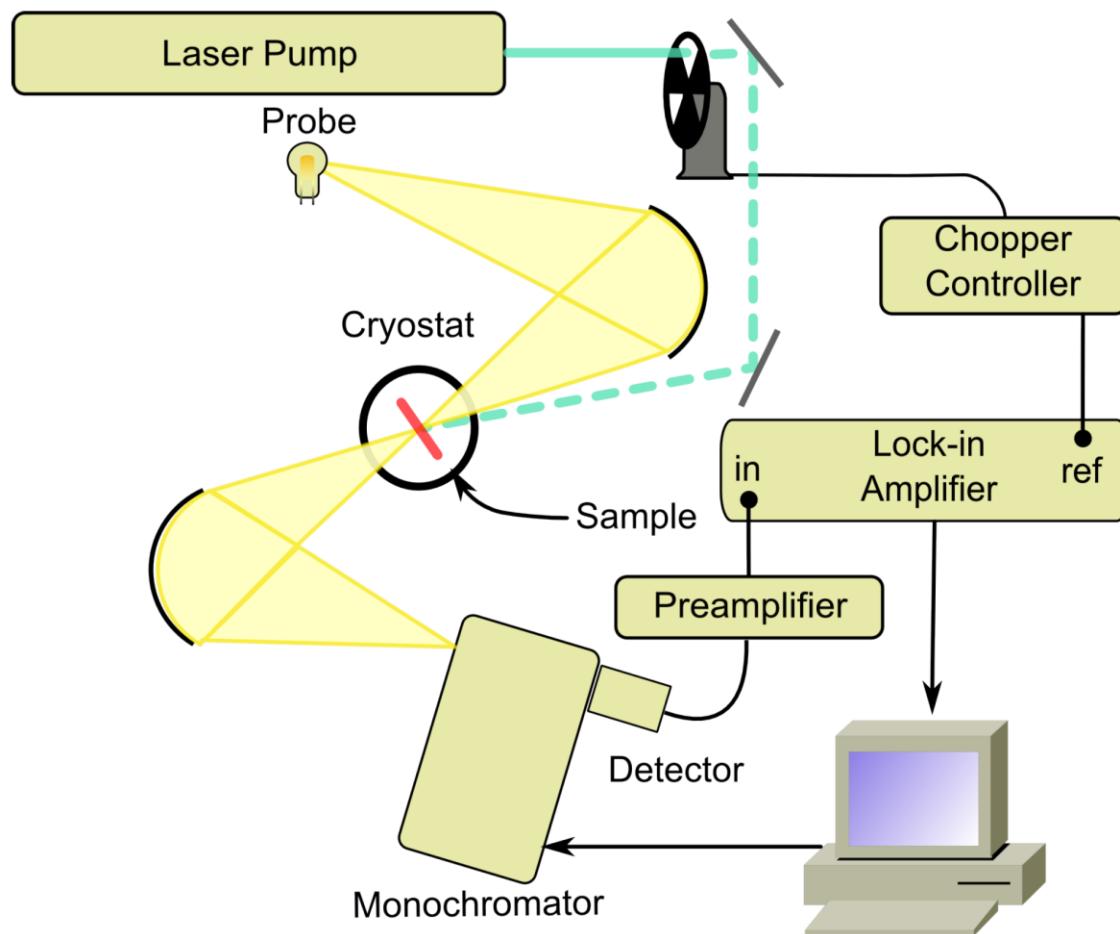 Laser Pump
Probe
Chopper
Controller
Cryostat
Lock-in
Amplifier
in
ref
Sample
Preamplifier
Detector
Monochromator